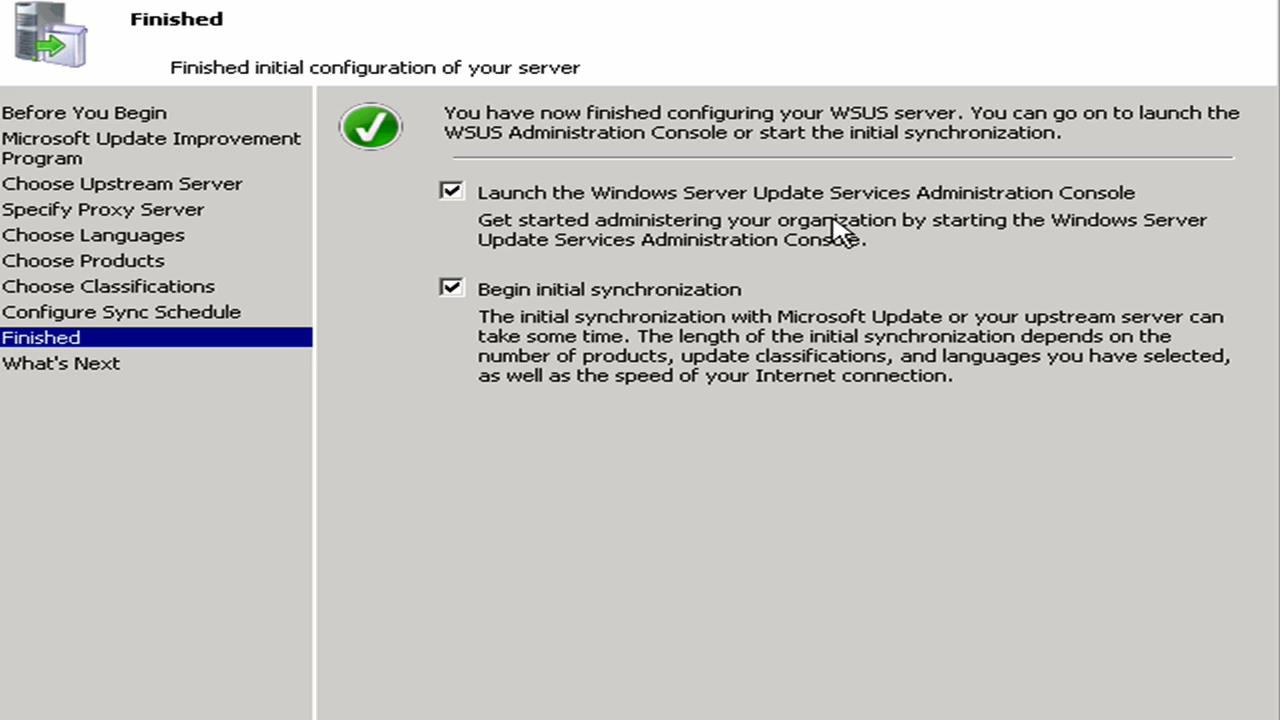 Finished
Finished initial configuration of your server
Before You Begin
Microsoft Update Improvement
Program
Choose Upstream Server
Specify Proxy Server
Choose Languages
Choose Products
Choose Classifications
Configure Sync Schedule
Finished
What's Next
You have now finished configuring your WSUS server. You can go on to launch the
WSUS Administration Console or start the initial synchronization.
Launch the Windows Server Update Services Administration Console
Get started administering your organization by starting the Windows Server
Update Services Administration Console.
Begin initial synchronization
The initial synchronization with Microsoft Update or your upstream server can
take some time. The length of the initial synchronization depends on the
number of products, update classifications, and languages you have selected,
as well as the speed of your Internet connection.